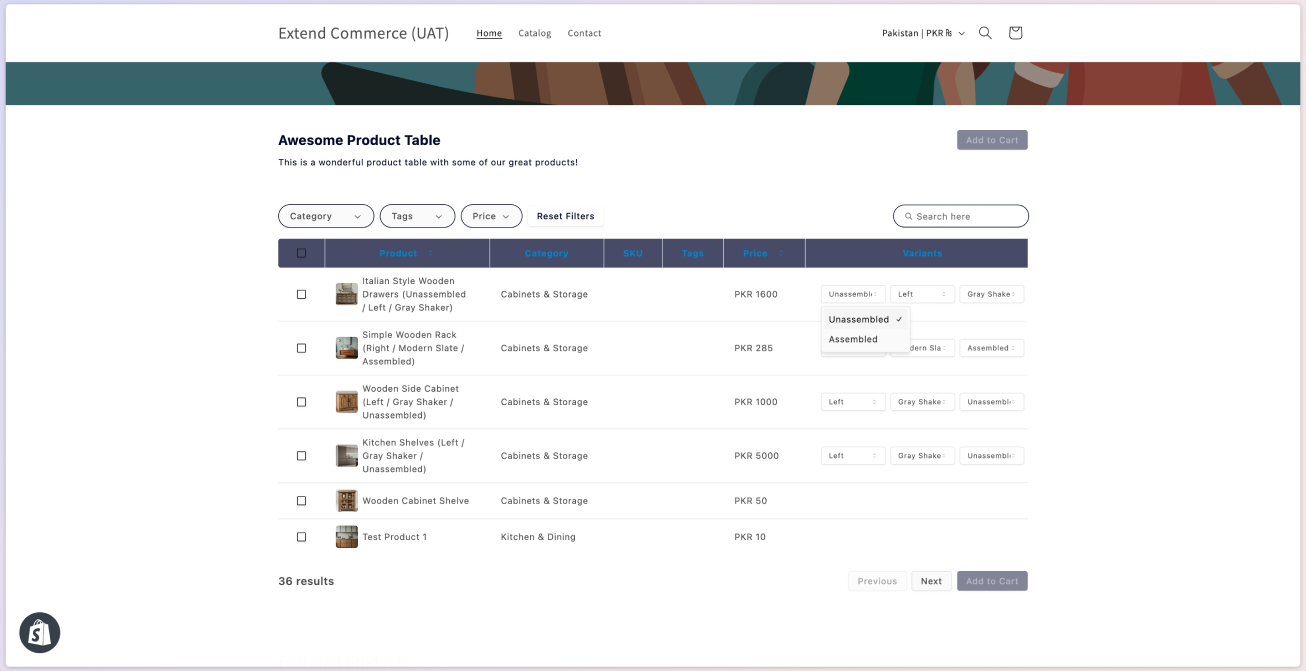 Extend Commerce (UAT) Home Catalog Contact Pakistan | PKR ₨
Awesome Product Table Add to Cart
This is a wonderful product table with some of our great products!
Category Tags Price Reset Filters Search here
Product Category SKU Tags Price Variants
Italian Style Wooden
Drawers (Unassembled
/ Left / Gray Shaker)
Cabinets & Storage PKR 1600 Unassembl Left Gray Shake
Unassembled
Assembled
Simple Wooden Rack
(Right / Modern Slate /
Assembled)
Cabinets & Storage PKR 285 dern Sla Assembled
Wooden Side Cabinet
(Left / Gray Shaker /
Unassembled)
Cabinets & Storage PKR 1000 Left Gray Shake Unassembl
Kitchen Shelves (Left /
Gray Shaker /
Unassembled)
Cabinets & Storage PKR 5000 Left Gray Shake Unassembl
Wooden Cabinet Shelve Cabinets & Storage PKR 50
Test Product 1 Kitchen & Dining PKR 10
36 results Previous Next Add to Cart